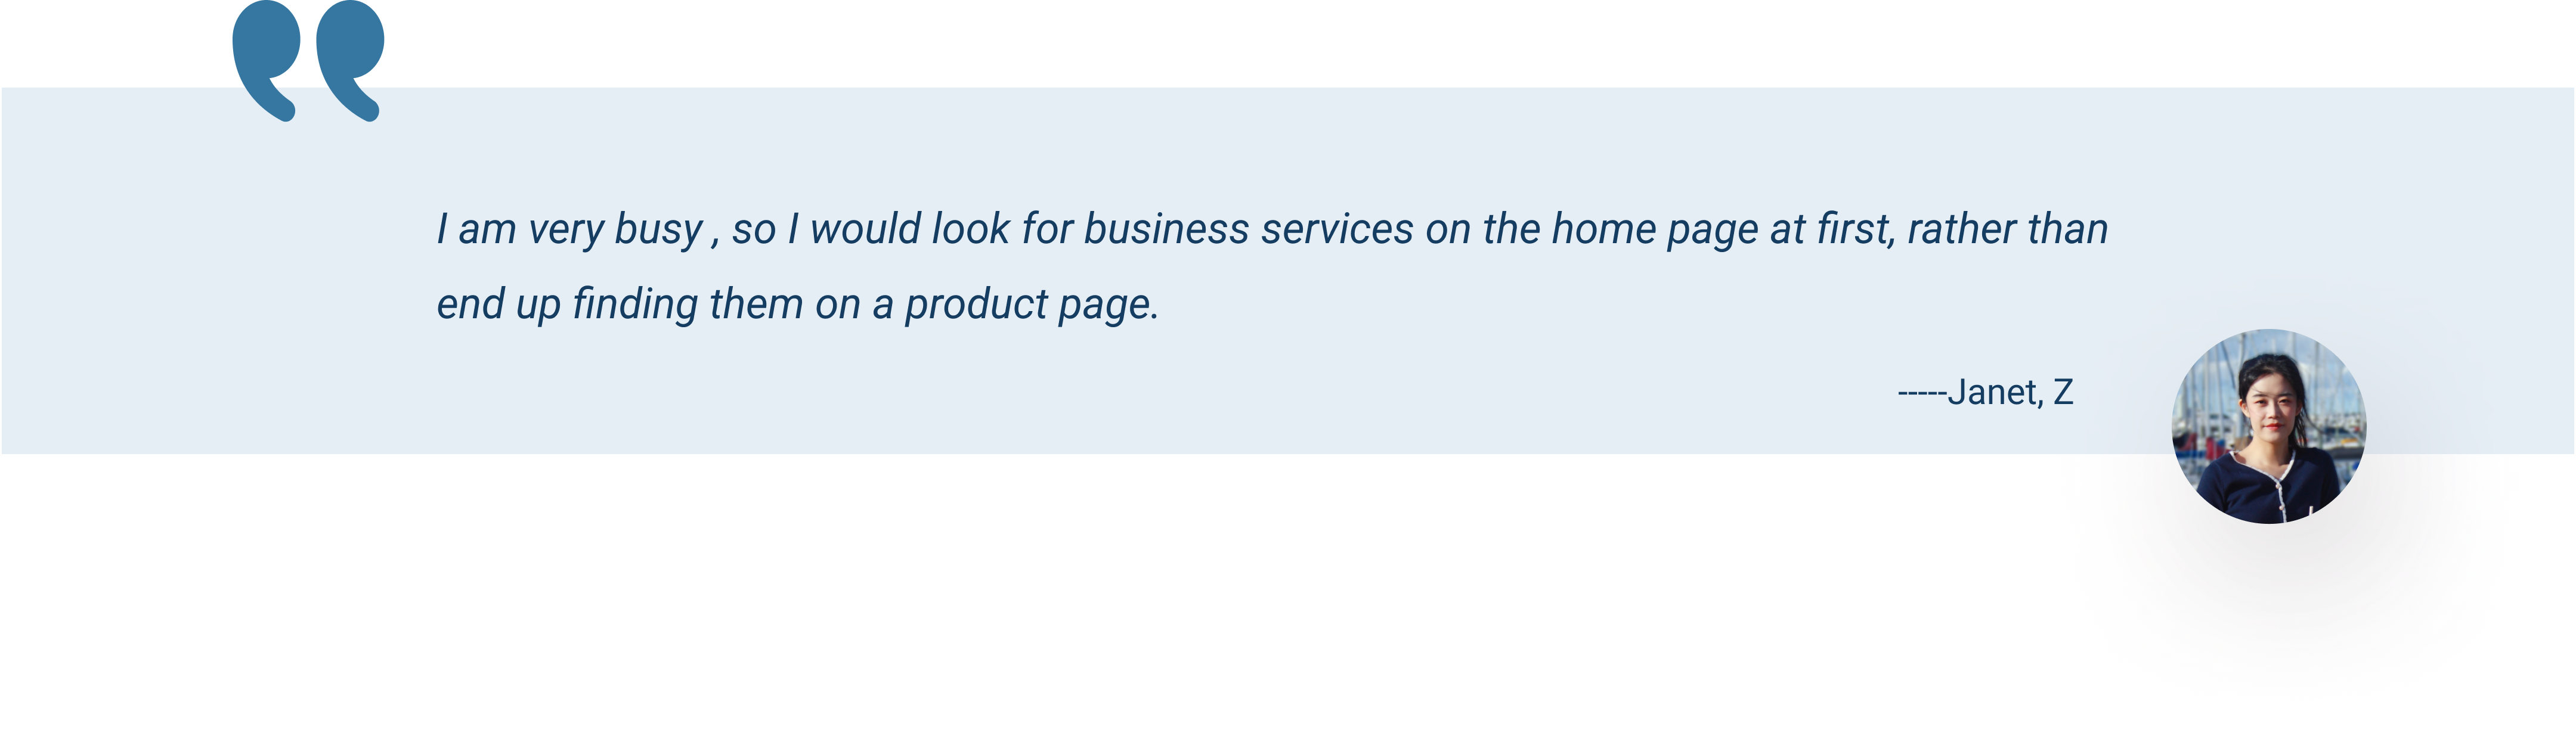 I am very busy , so I would look for business services on the home page at first, rather than
end up finding them on a product page.
-----Janet, Z